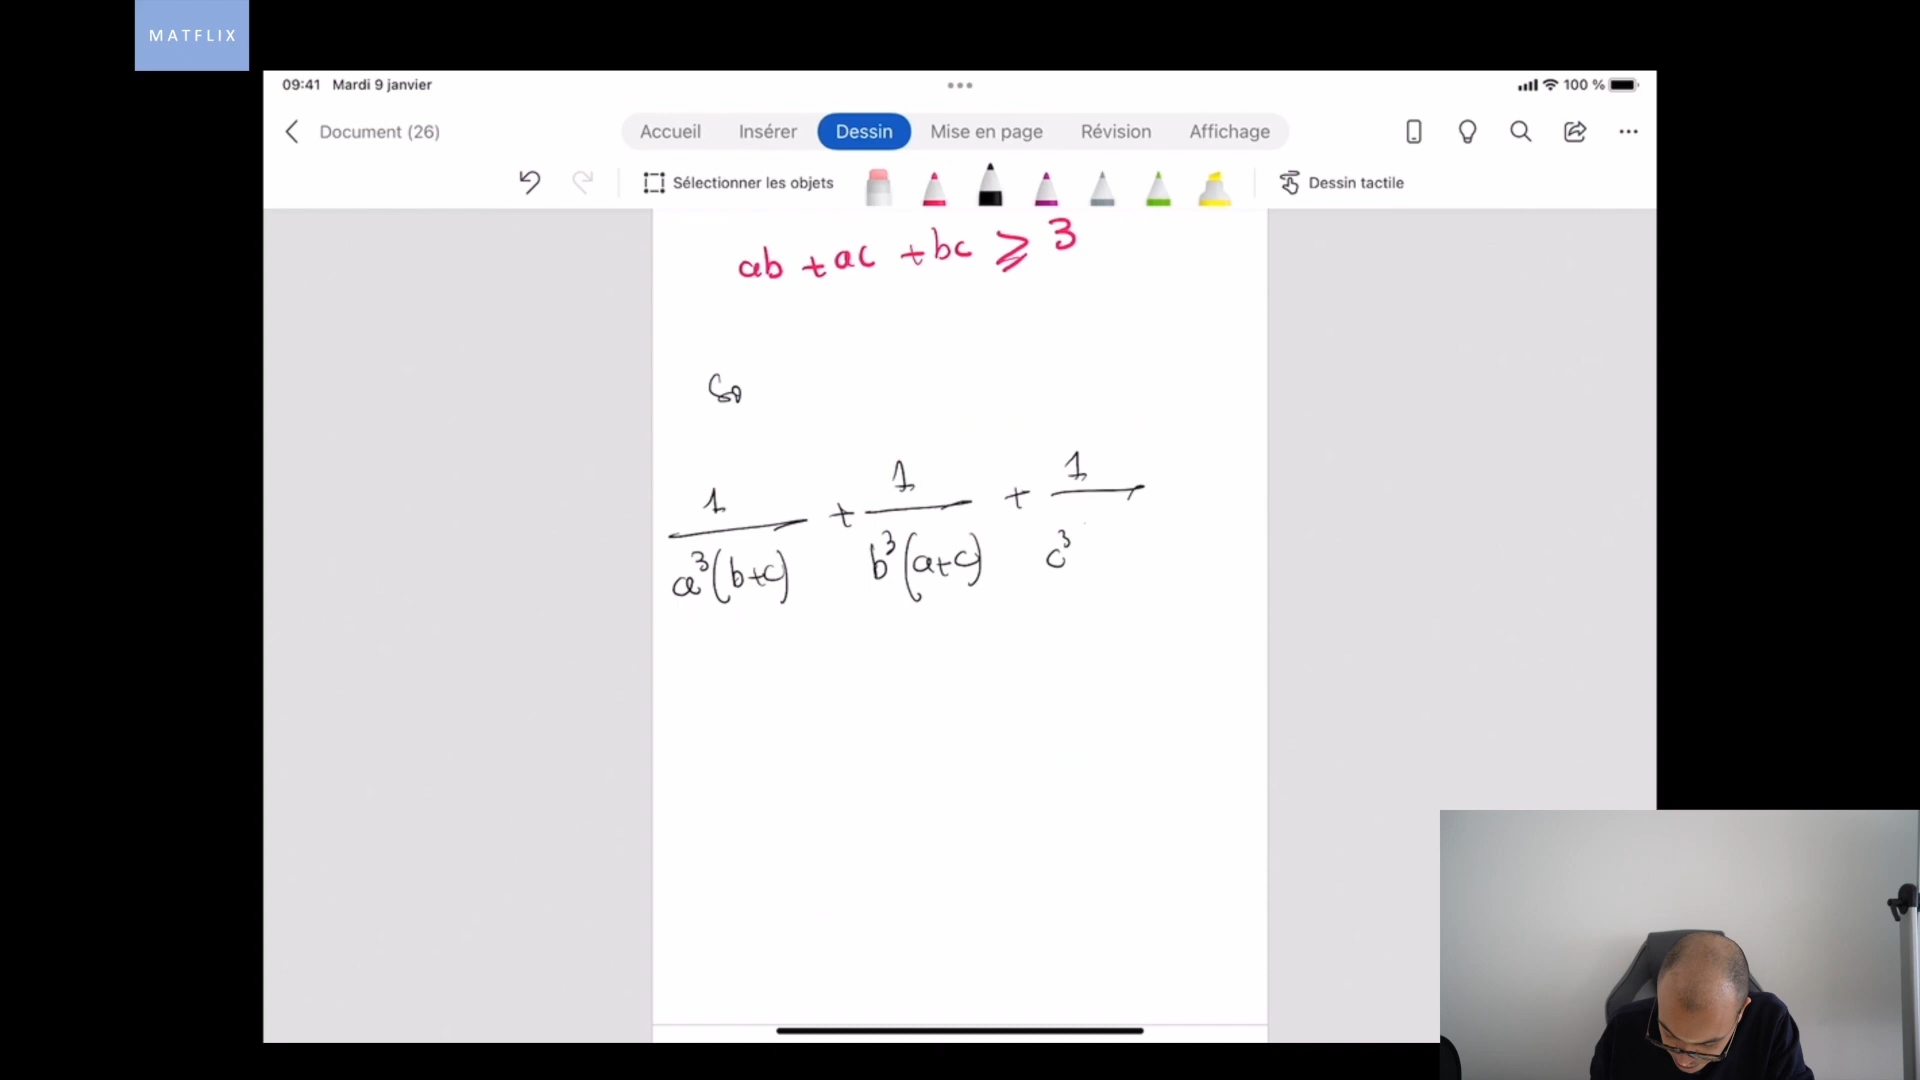 MATFLIX
09:41 Mardi 9 janvier ••• 100 %
Document (26) Accueil Insérer Dessin Mise en page Révision Affichage
Sélectionner les objets Dessin tactile
ab + ac + bc ⩾ 3
So
1/(a³(b+c)) + 1/(b³(a+c)) + 1/c³